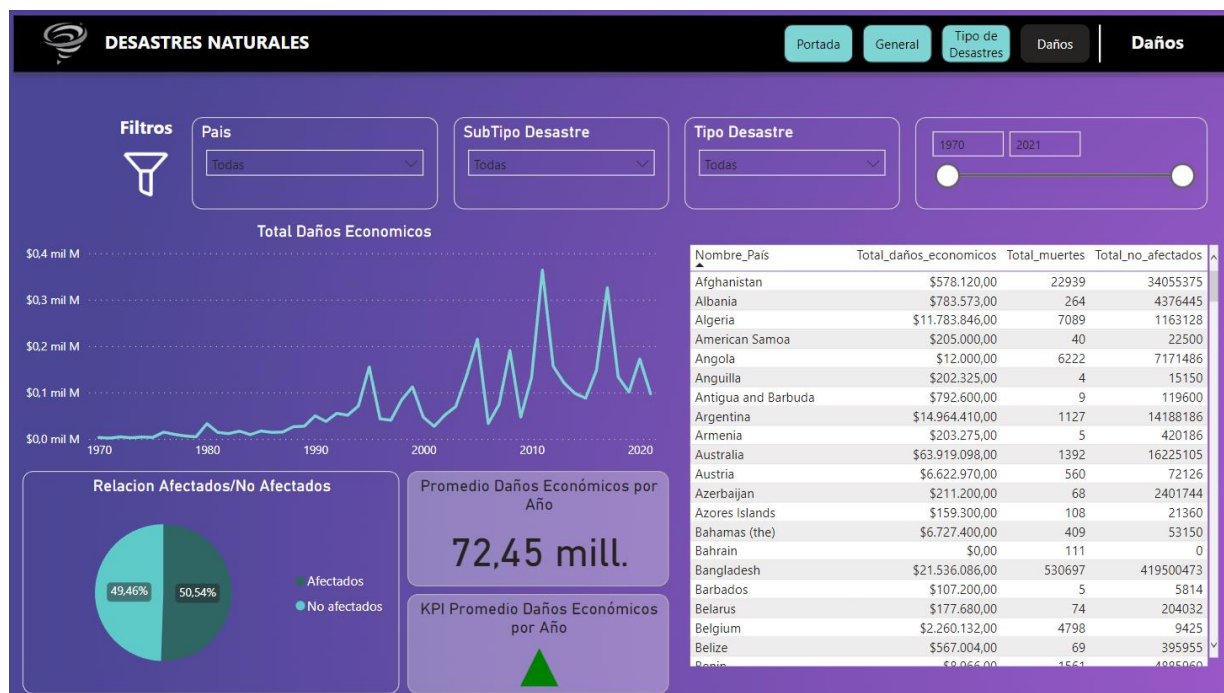 DESASTRES NATURALES
Portada
General
Tipo de
Desastres
Daños
Daños
Filtros
Pais
Todas
SubTipo Desastre
Todas
Tipo Desastre
Todas
1970
2021
Total Daños Economicos
$0,4 mil M
$0,3 mil M
$0,2 mil M
$0,1 mil M
$0,0 mil M
1970 1980 1990 2000 2010 2020
Relacion Afectados/No Afectados
49,46%
50,54%
Afectados
No afectados
Promedio Daños Económicos por
Año
72,45 mill.
KPI Promedio Daños Económicos
por Año
Nombre_País Total_daños_economicos Total_muertes Total_no_afectados
Afghanistan $578.120,00 22939 34055375
Albania $783.573,00 264 4376445
Algeria $11.783.846,00 7089 1163128
American Samoa $205.000,00 40 22500
Angola $12.000,00 6222 7171486
Anguilla $202.325,00 4 15150
Antigua and Barbuda $792.600,00 9 119600
Argentina $14.964.410,00 1127 14188186
Armenia $203.275,00 5 420186
Australia $63.919.098,00 1392 16225105
Austria $6.622.970,00 560 72126
Azerbaijan $211.200,00 68 2401744
Azores Islands $159.300,00 108 21360
Bahamas (the) $6.727.400,00 409 53150
Bahrain $0,00 111 0
Bangladesh $21.536.086,00 530697 419500473
Barbados $107.200,00 5 5814
Belarus $177.680,00 74 204032
Belgium $2.260.132,00 4798 9425
Belize $567.004,00 69 395955
Benin $8.966,00 1561 4885960